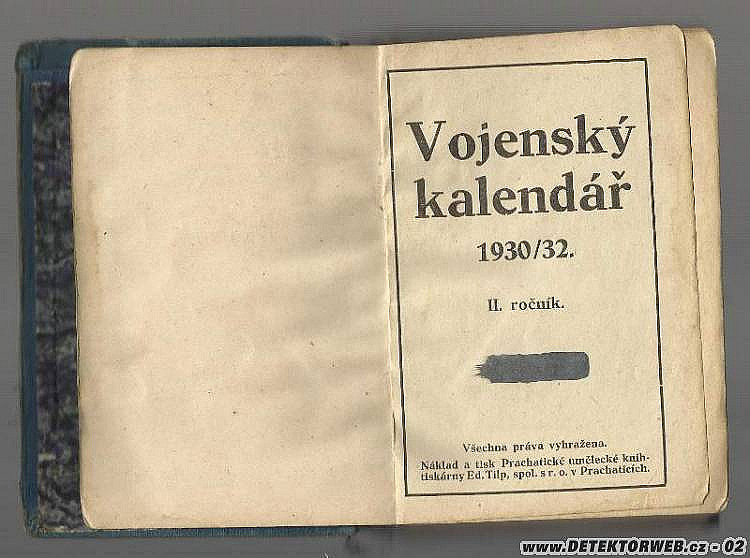 Vojenský
kalendář
1930/32.
II. ročník.
Všechna práva vyhražena.
Náklad a tisk Prachatické umělecké knih-
tiskárny Ed. Tilp, spol. s r. o. v Prachaticích.
www.DETEKTORWEB.cz - 02